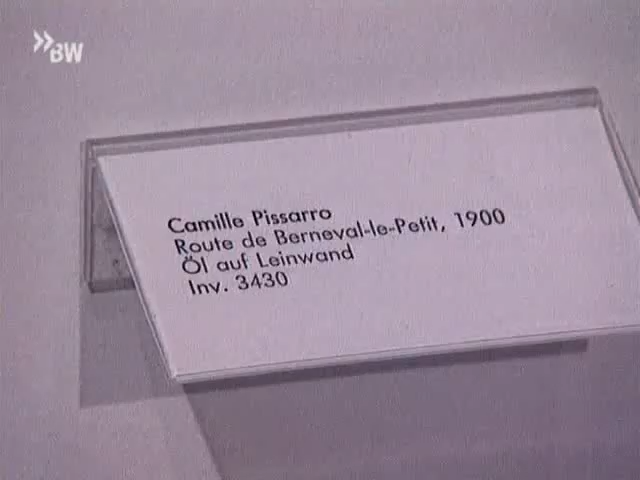 »BW
Camille Pissarro
Route de Berneval-le-Petit, 1900
Öl auf Leinwand
Inv. 3430